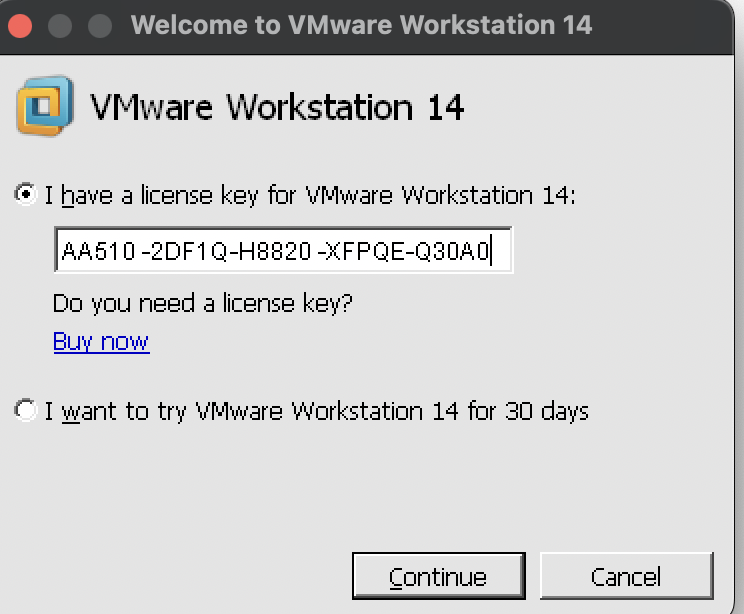 Welcome to VMware Workstation 14
VMware Workstation 14
I have a license key for VMware Workstation 14:
AA510-2DF1Q-H8820-XFPQE-Q30A0
Do you need a license key?
Buy now
I want to try VMware Workstation 14 for 30 days
Continue
Cancel